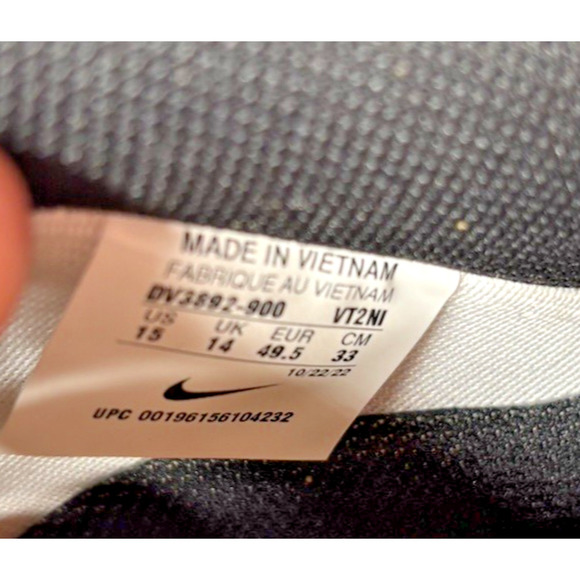 MADE IN VIETNAM
FABRIQUE AU VIETNAM
DV3892-900 VT2NI
US UK EUR CM
15 14 49.5 33
10/22/22
UPC 00196156104232